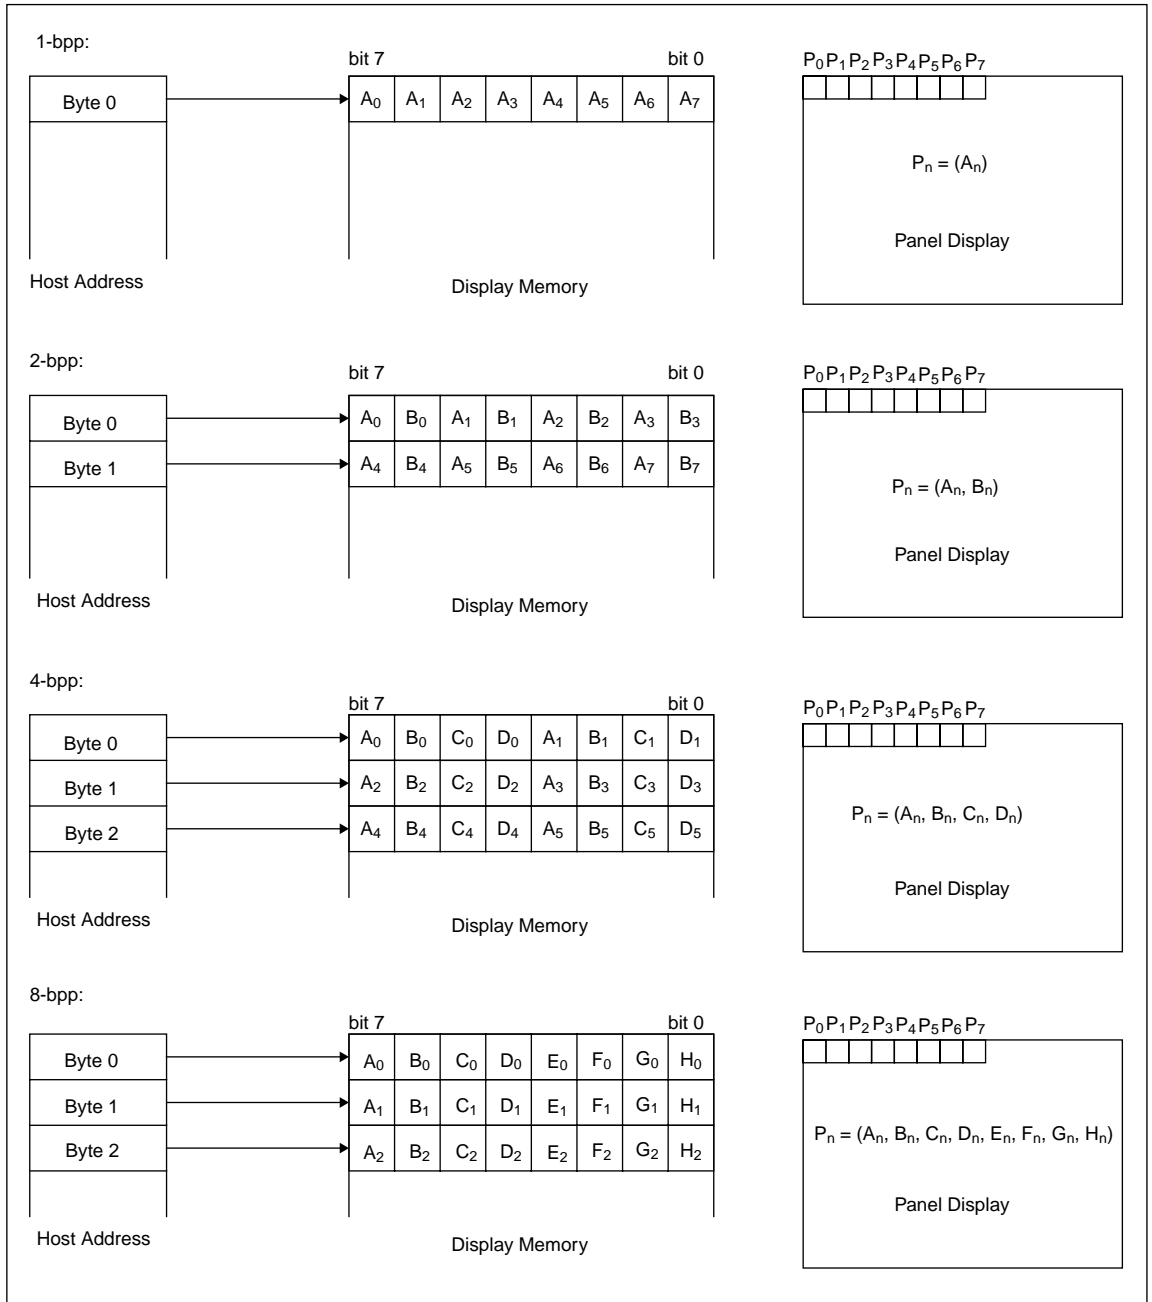 1-bpp:
bit 7 bit 0
P0 P1 P2 P3 P4 P5 P6 P7
Byte 0
A0 A1 A2 A3 A4 A5 A6 A7
Pn = (An)
Panel Display
Host Address
Display Memory
2-bpp:
bit 7 bit 0
P0 P1 P2 P3 P4 P5 P6 P7
Byte 0
A0 B0 A1 B1 A2 B2 A3 B3
Byte 1
A4 B4 A5 B5 A6 B6 A7 B7
Pn = (An, Bn)
Panel Display
Host Address
Display Memory
4-bpp:
bit 7 bit 0
P0 P1 P2 P3 P4 P5 P6 P7
Byte 0
A0 B0 C0 D0 A1 B1 C1 D1
Byte 1
A2 B2 C2 D2 A3 B3 C3 D3
Byte 2
A4 B4 C4 D4 A5 B5 C5 D5
Pn = (An, Bn, Cn, Dn)
Panel Display
Host Address
Display Memory
8-bpp:
bit 7 bit 0
P0 P1 P2 P3 P4 P5 P6 P7
Byte 0
A0 B0 C0 D0 E0 F0 G0 H0
Byte 1
A1 B1 C1 D1 E1 F1 G1 H1
Byte 2
A2 B2 C2 D2 E2 F2 G2 H2
Pn = (An, Bn, Cn, Dn, En, Fn, Gn, Hn)
Panel Display
Host Address
Display Memory